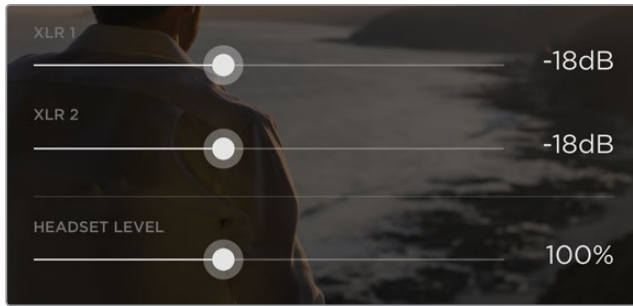 XLR 1
-18dB
XLR 2
-18dB
HEADSET LEVEL
100%